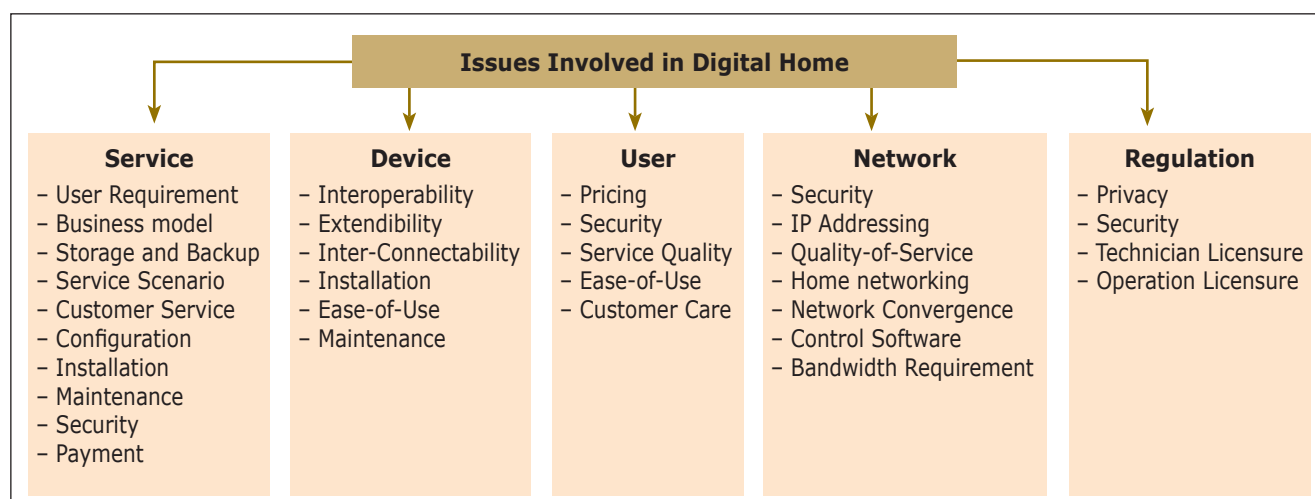 Issues Involved in Digital Home
Service
– User Requirement
– Business model
– Storage and Backup
– Service Scenario
– Customer Service
– Configuration
– Installation
– Maintenance
– Security
– Payment
Device
– Interoperability
– Extendibility
– Inter-Connectability
– Installation
– Ease-of-Use
– Maintenance
User
– Pricing
– Security
– Service Quality
– Ease-of-Use
– Customer Care
Network
– Security
– IP Addressing
– Quality-of-Service
– Home networking
– Network Convergence
– Control Software
– Bandwidth Requirement
Regulation
– Privacy
– Security
– Technician Licensure
– Operation Licensure